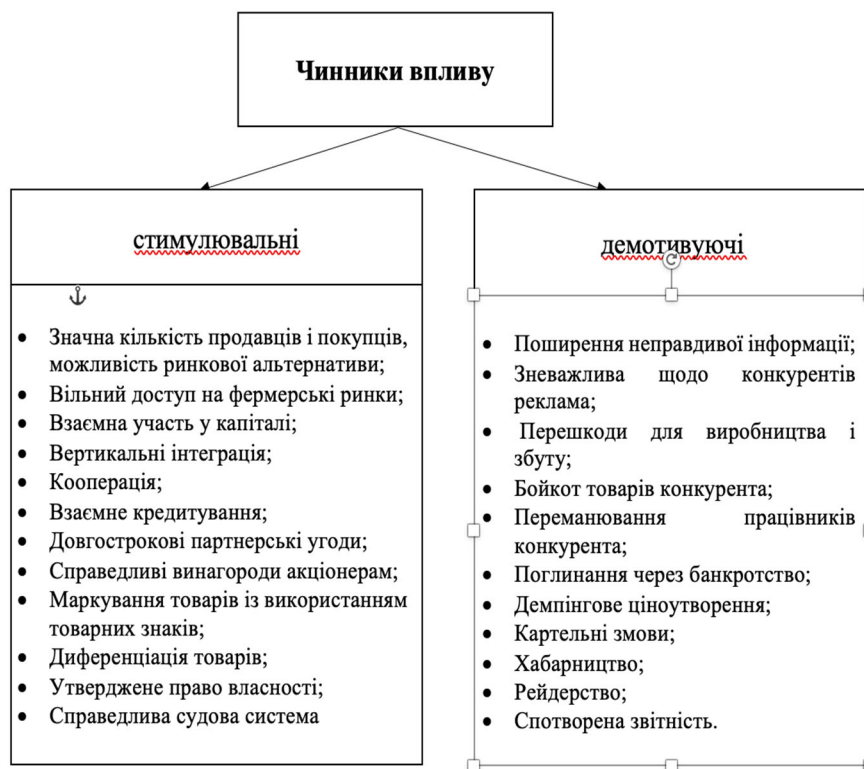 Чинники впливу
стимулювальні
• Значна кількість продавців і покупців,
можливість ринкової альтернативи;
• Вільний доступ на фермерські ринки;
• Взаємна участь у капіталі;
• Вертикальні інтеграція;
• Кооперація;
• Взаємне кредитування;
• Довгострокові партнерські угоди;
• Справедливі винагороди акціонерам;
• Маркування товарів із використанням
товарних знаків;
• Диференціація товарів;
• Утверджене право власності;
• Справедлива судова система
демотивуючі
• Поширення неправдивої інформації;
• Зневажлива щодо конкурентів
реклама;
• Перешкоди для виробництва і
збуту;
• Бойкот товарів конкурента;
• Переманювання працівників
конкурента;
• Поглинання через банкротство;
• Демпінгове ціноутворення;
• Картельні змови;
• Хабарництво;
• Рейдерство;
• Спотворена звітність.